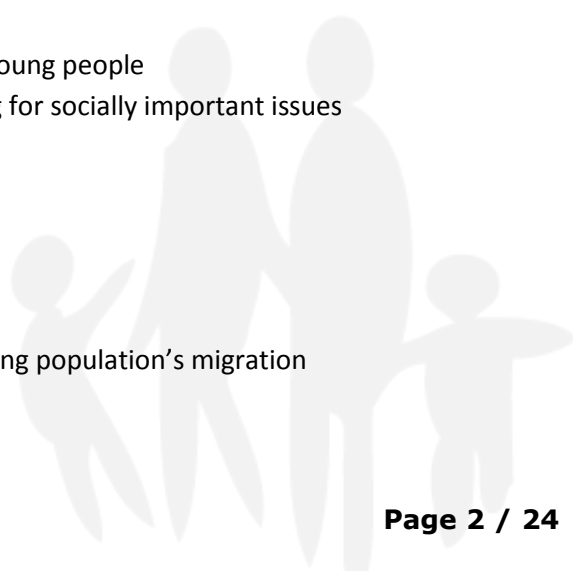 oung people
g for socially important issues
ng population’s migration
Page 2 / 24